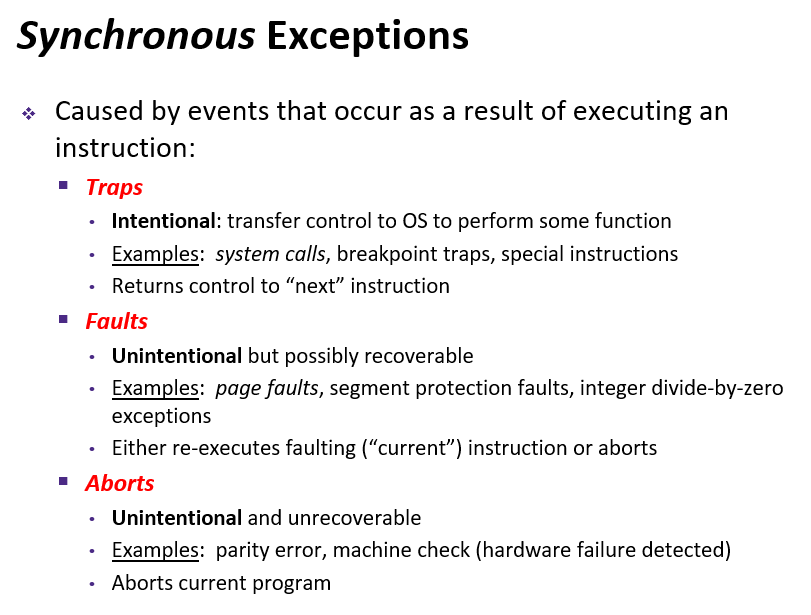 Synchronous Exceptions
❖ Caused by events that occur as a result of executing an
instruction:
▪ Traps
• Intentional: transfer control to OS to perform some function
• Examples: system calls, breakpoint traps, special instructions
• Returns control to “next” instruction
▪ Faults
• Unintentional but possibly recoverable
• Examples: page faults, segment protection faults, integer divide-by-zero
exceptions
• Either re-executes faulting (“current”) instruction or aborts
▪ Aborts
• Unintentional and unrecoverable
• Examples: parity error, machine check (hardware failure detected)
• Aborts current program